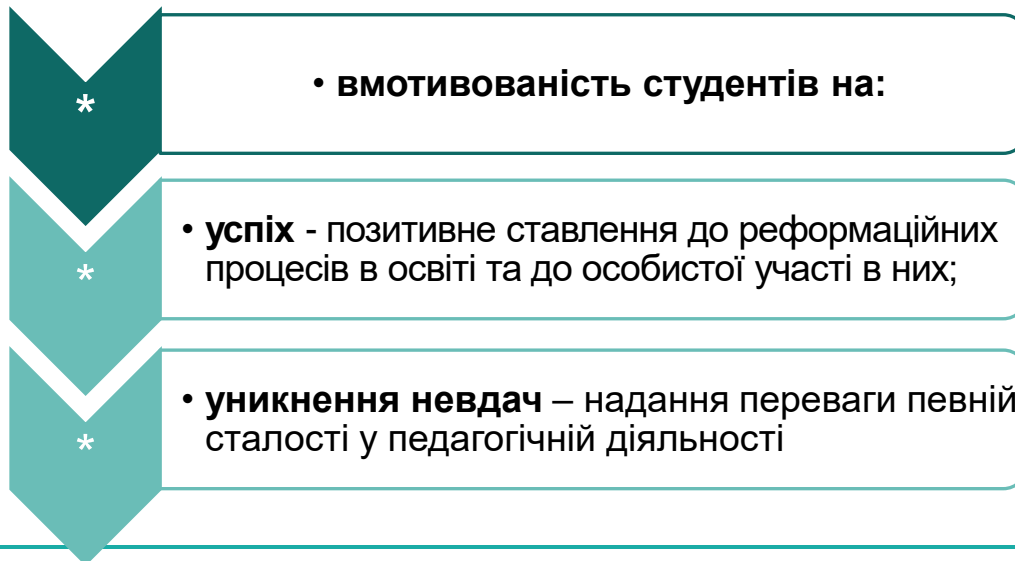 *
• вмотивованість студентів на:
*
• успіх - позитивне ставлення до реформаційних
процесів в освіті та до особистої участі в них;
*
• уникнення невдач – надання переваги певній
сталості у педагогічній діяльності